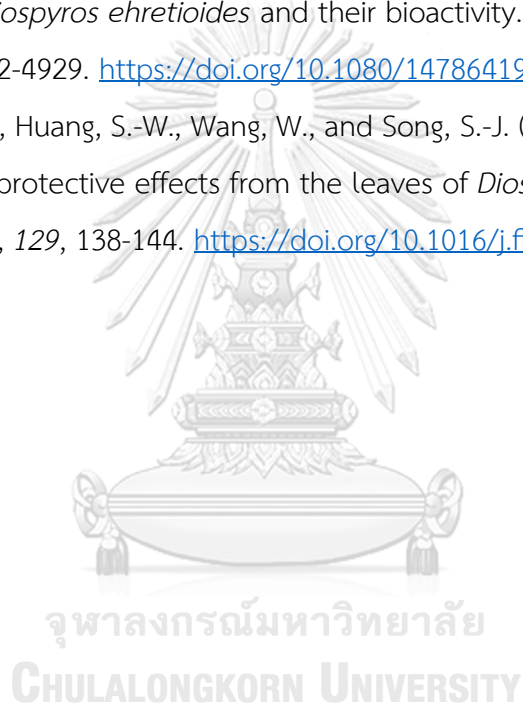 iospyros ehretioides and their bioactivity.
2-4929. https://doi.org/10.1080/14786419
, Huang, S.-W., Wang, W., and Song, S.-J. (
protective effects from the leaves of Dios
, 129, 138-144. https://doi.org/10.1016/j.fi
จุฬาลงกรณ์มหาวิทยาลัย
CHULALONGKORN UNIVERSITY